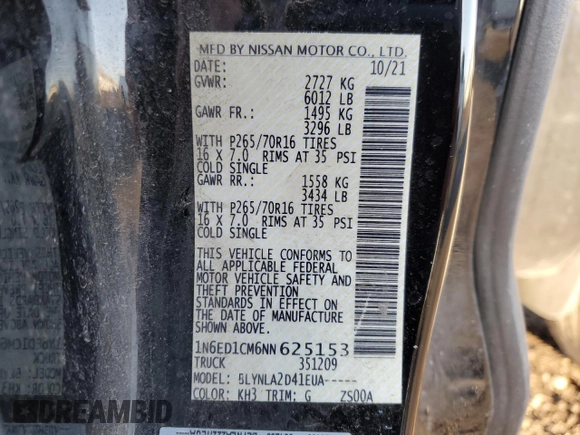 MFD BY NISSAN MOTOR CO., LTD.
DATE: 10/21
GVWR: 2727 KG
6012 LB
GAWR FR.: 1495 KG
3296 LB
WITH P265/70R16 TIRES
16 X 7.0 RIMS AT 35 PSI
COLD SINGLE
GAWR RR.: 1558 KG
3434 LB
WITH P265/70R16 TIRES
16 X 7.0 RIMS AT 35 PSI
COLD SINGLE
THIS VEHICLE CONFORMS TO
ALL APPLICABLE FEDERAL
MOTOR VEHICLE SAFETY AND
THEFT PREVENTION
STANDARDS IN EFFECT ON
THE DATE OF MANUFACTURE
SHOWN ABOVE.
1N6ED1CM6NN625153
TRUCK 351209
MODEL: BLYNLA2D41EUA-----
COLOR: KH3 TRIM: G ZS00A
EPIC.VIN